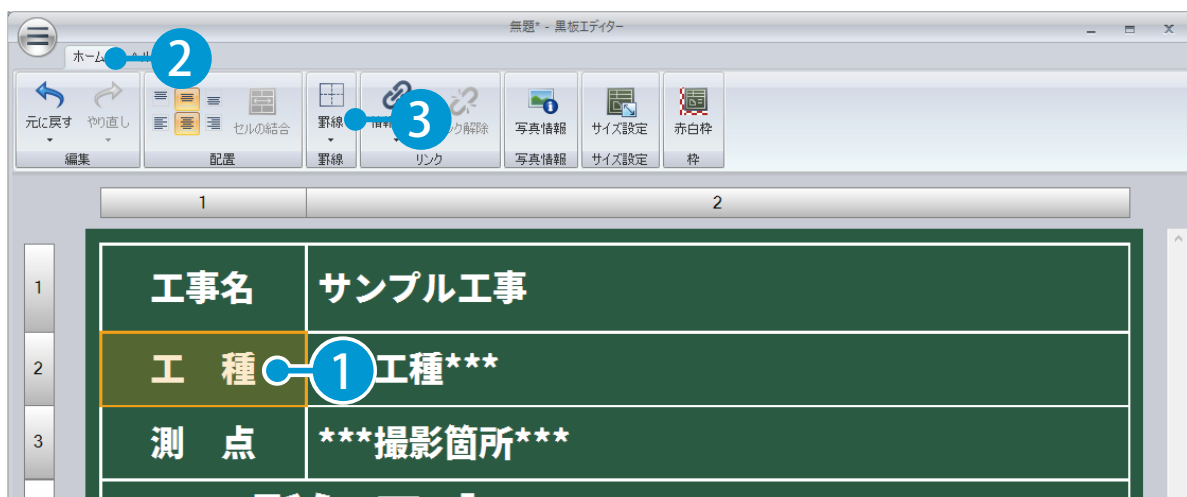 無題* - 黒板エディター
ホーム
2
元に戻す やり直し セルの結合 罫線 3 ク解除 写真情報 サイズ設定 赤白枠
編集 配置 罫線 リンク 写真情報 サイズ設定 枠
1 2
1 工事名 サンプル工事
2 工 種 1 工種***
3 測 点 ***撮影箇所***